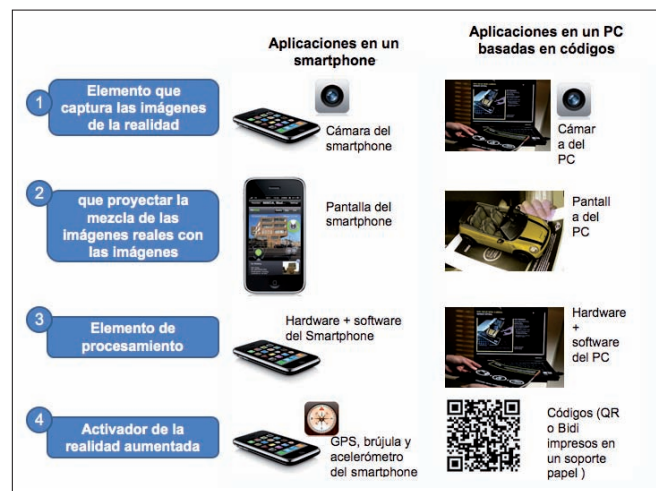 Aplicaciones en un
smartphone
Aplicaciones en un PC
basadas en códigos
1
Elemento que
captura las imágenes
de la realidad
Cámara del
smartphone
Cámar
a del
PC
2
que proyectar la
mezcla de las
imágenes reales con
las imágenes
Pantalla del
smartphone
Pantall
a del
PC
3
Elemento de
procesamiento
Hardware + software
del Smartphone
Hardware
+
software
del PC
4
Activador de la
realidad aumentada
GPS, brújula y
acelerómetro
del smartphone
Códigos (QR
o Bidi
impresos en
un soporte
papel )